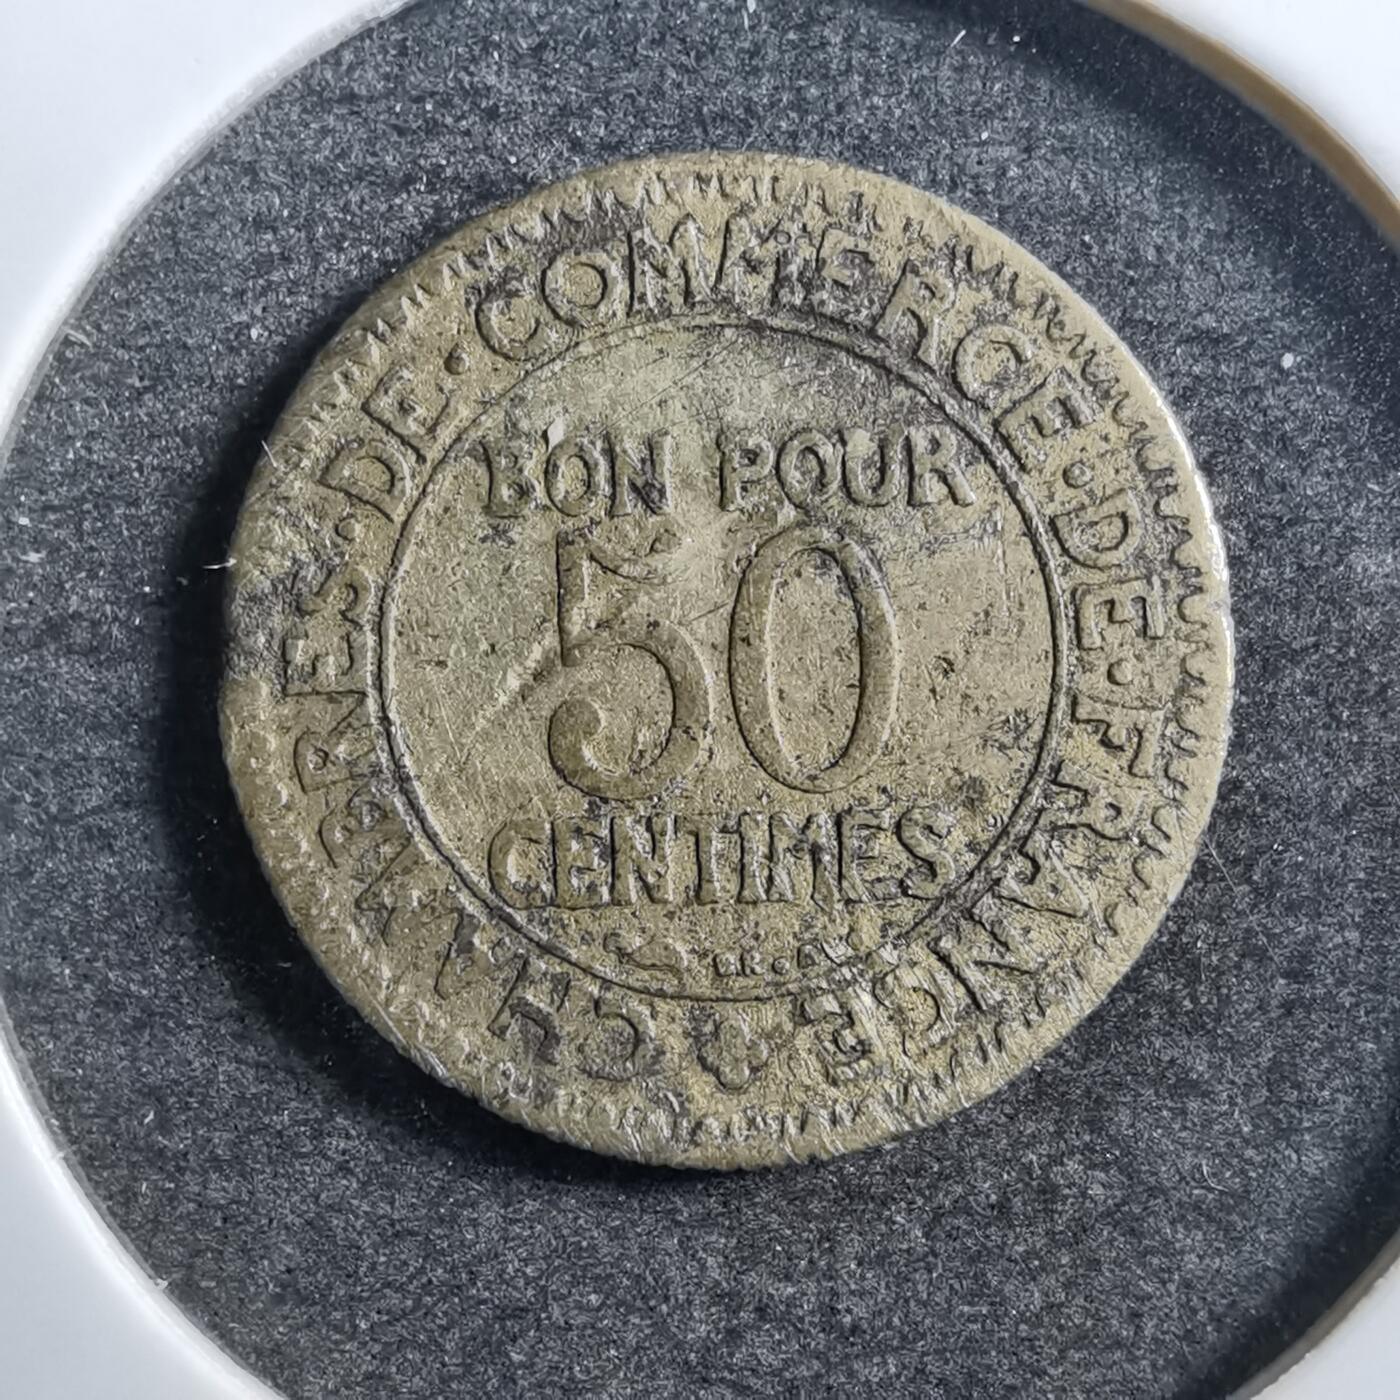 CHAMBRES · DE · COMMERCE · DE · FRANCE
BON POUR
50
CENTIMES